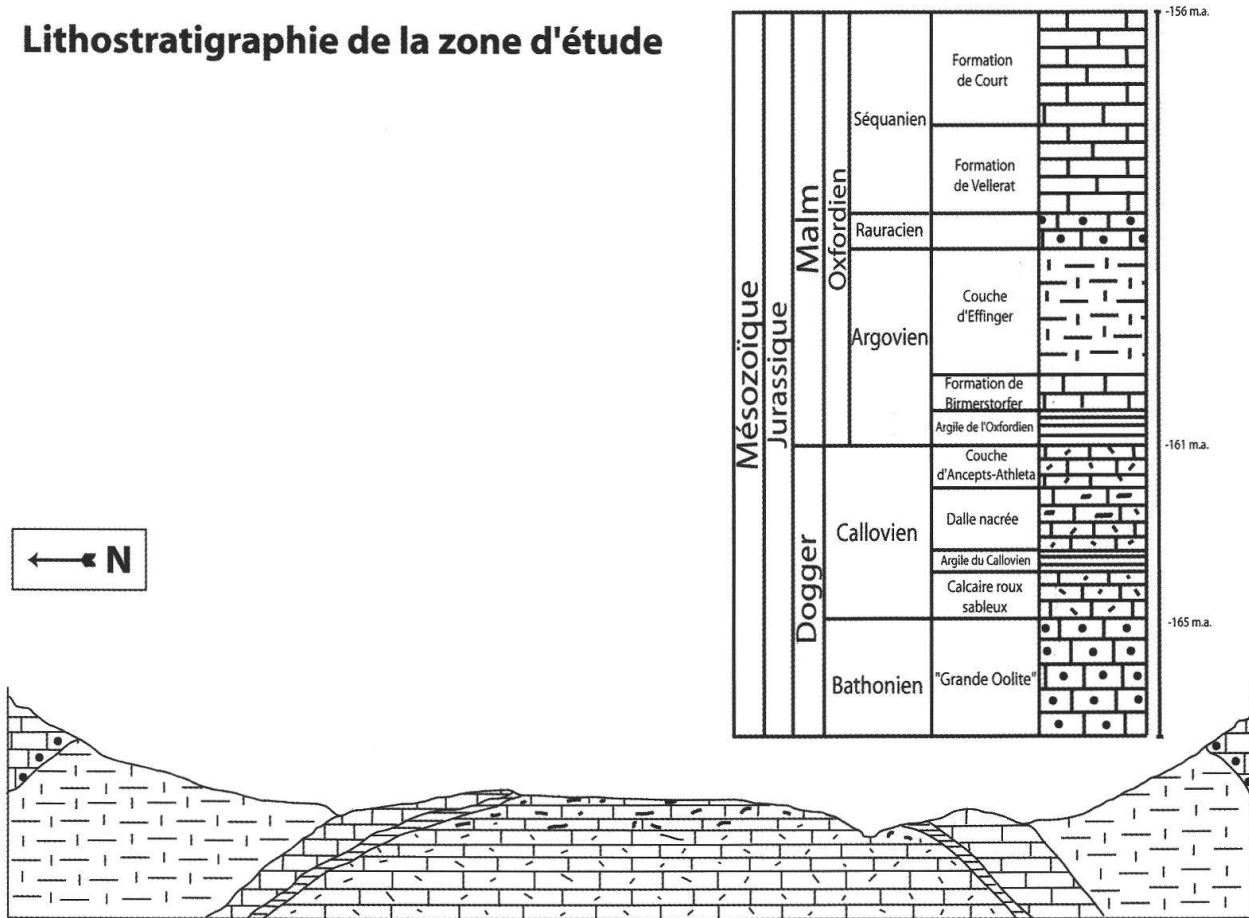 Lithostratigraphie de la zone d'étude
-156 m.a.
Formation
de Court
Séquanien
Formation
de Vellerat
Malm
Oxfordien
Rauracien
Mésozoïque
Jurassique
Couche
d'Effinger
Argovien
Formation de
Birmerstorfer
Argile de l'Oxfordien
-161 m.a.
Couche
d'Ancepts-Athleta
Dalle nacrée
Callovien
Dogger
Argile du Callovien
Calcaire roux
sableux
-165 m.a.
Bathonien
"Grande Oolite"
N